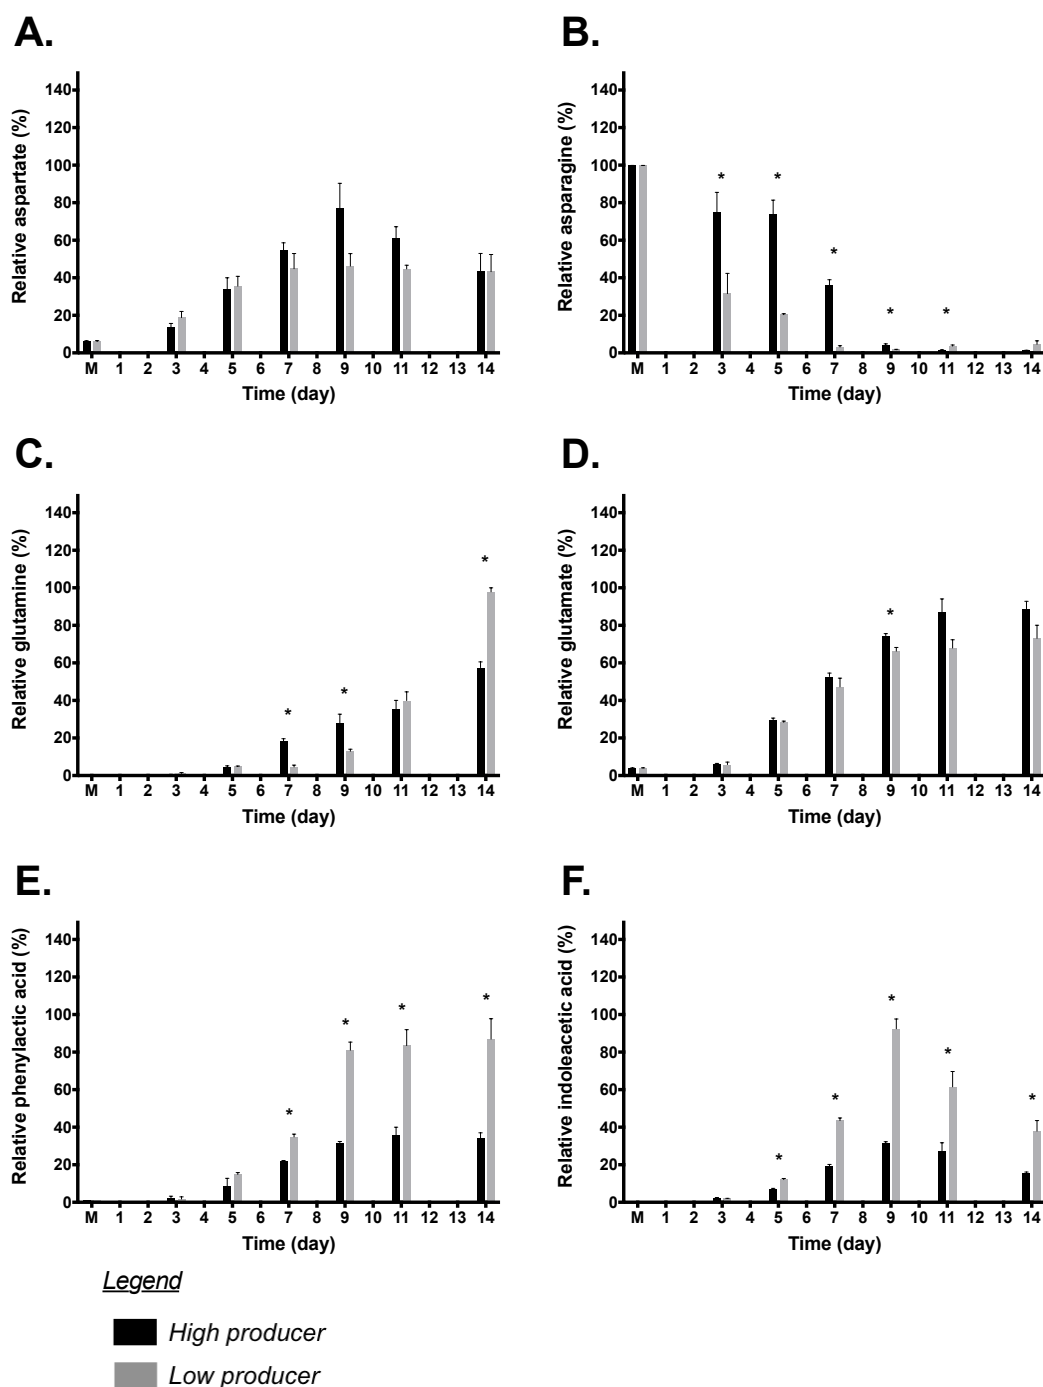 A.
Relative aspartate (%)
140
120
100
80
60
40
20
0
M 1 2 3 4 5 6 7 8 9 10 11 12 13 14
Time (day)
B.
Relative asparagine (%)
140
120
100
80
60
40
20
0
* * * * *
M 1 2 3 4 5 6 7 8 9 10 11 12 13 14
Time (day)
C.
Relative glutamine (%)
140
120
100
80
60
40
20
0
* * *
M 1 2 3 4 5 6 7 8 9 10 11 12 13 14
Time (day)
D.
Relative glutamate (%)
140
120
100
80
60
40
20
0
*
M 1 2 3 4 5 6 7 8 9 10 11 12 13 14
Time (day)
E.
Relative phenylactic acid (%)
140
120
100
80
60
40
20
0
* * * *
M 1 2 3 4 5 6 7 8 9 10 11 12 13 14
Time (day)
F.
Relative indoleacetic acid (%)
140
120
100
80
60
40
20
0
* * * * *
M 1 2 3 4 5 6 7 8 9 10 11 12 13 14
Time (day)
Legend
High producer
Low producer